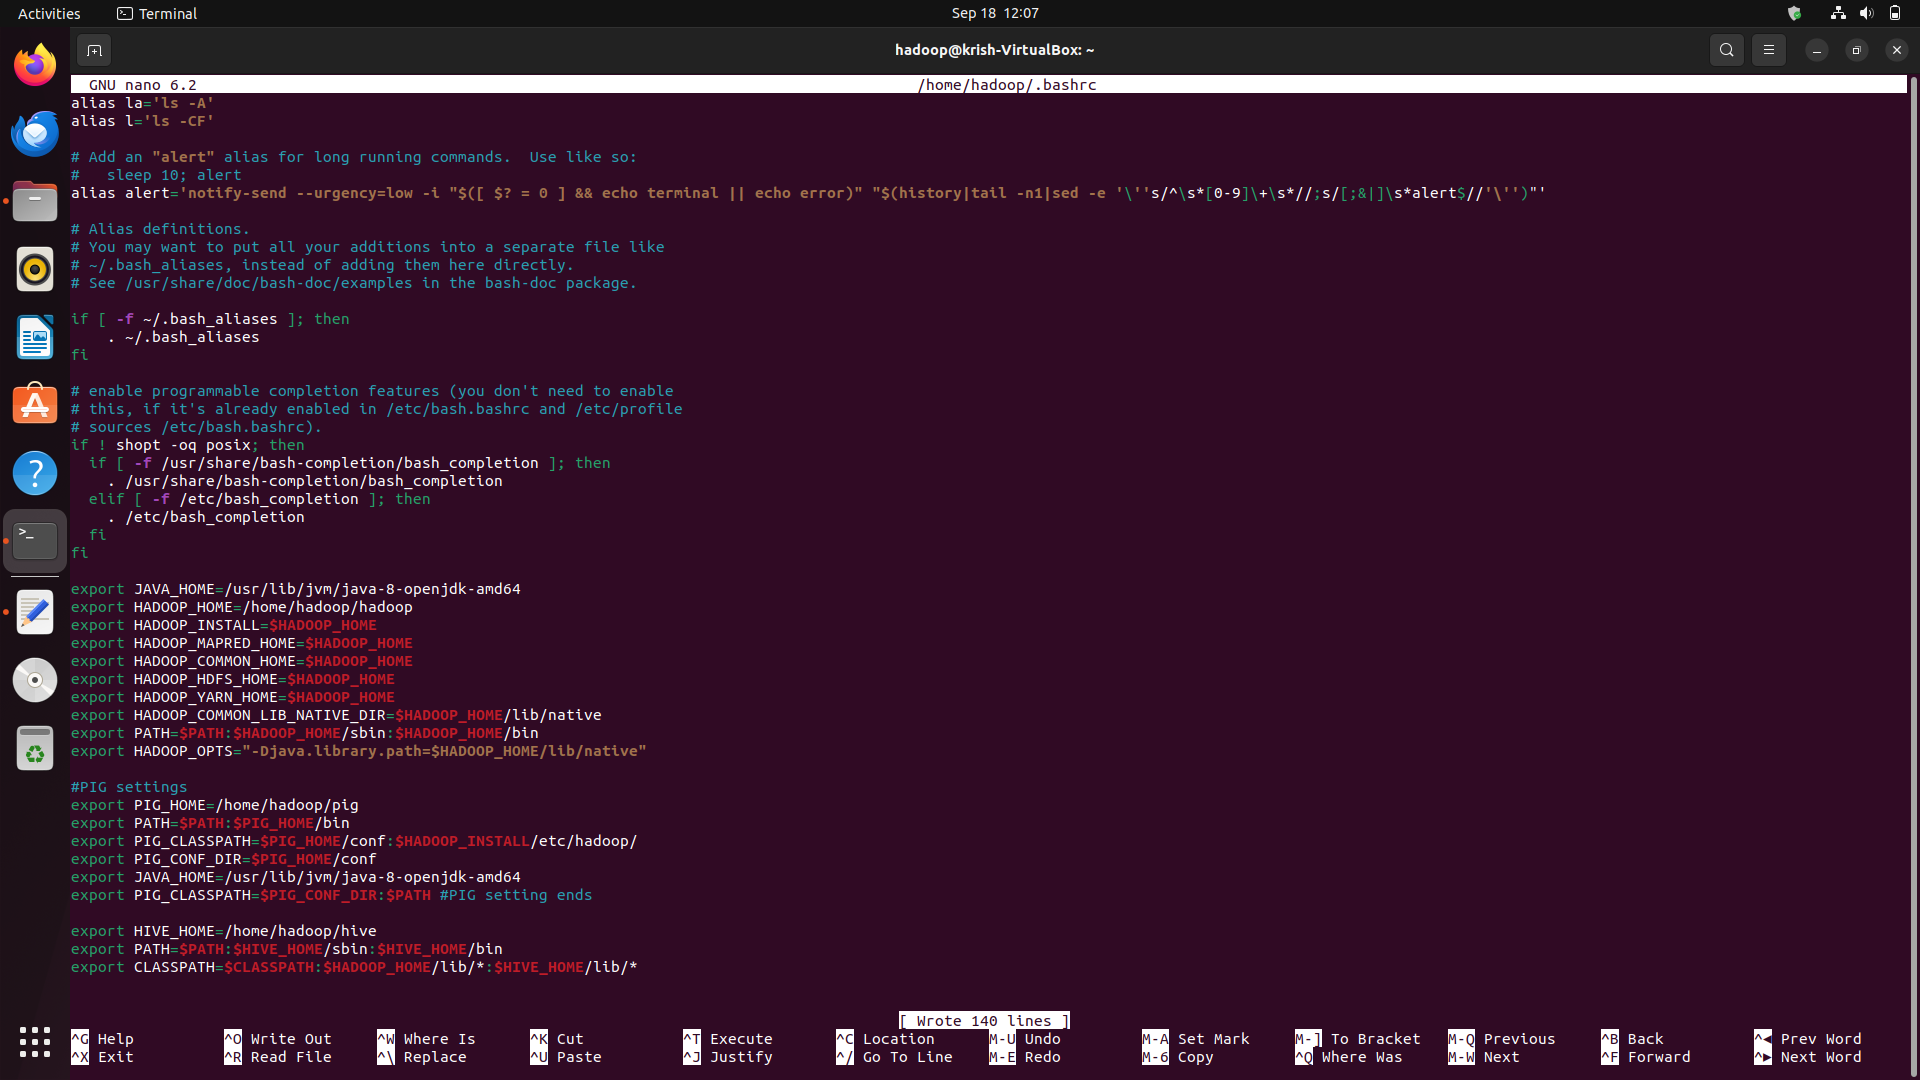 Activities
Terminal
Sep 18 12:07
hadoop@krish-VirtualBox: ~
GNU nano 6.2 /home/hadoop/.bashrc
alias la='ls -A'
alias l='ls -CF'
# Add an "alert" alias for long running commands.  Use like so:
#   sleep 10; alert
alias alert='notify-send --urgency=low -i "$([ $? = 0 ] && echo terminal || echo error)" "$(history|tail -n1|sed -e '\''s/^\s*[0-9]\+\s*//;s/[;&|]\s*alert$//'\'')"'
# Alias definitions.
# You may want to put all your additions into a separate file like
# ~/.bash_aliases, instead of adding them here directly.
# See /usr/share/doc/bash-doc/examples in the bash-doc package.
if [ -f ~/.bash_aliases ]; then
    . ~/.bash_aliases
fi
# enable programmable completion features (you don't need to enable
# this, if it's already enabled in /etc/bash.bashrc and /etc/profile
# sources /etc/bash.bashrc).
if ! shopt -oq posix; then
  if [ -f /usr/share/bash-completion/bash_completion ]; then
    . /usr/share/bash-completion/bash_completion
  elif [ -f /etc/bash_completion ]; then
    . /etc/bash_completion
  fi
fi
export JAVA_HOME=/usr/lib/jvm/java-8-openjdk-amd64
export HADOOP_HOME=/home/hadoop/hadoop
export HADOOP_INSTALL=$HADOOP_HOME
export HADOOP_MAPRED_HOME=$HADOOP_HOME
export HADOOP_COMMON_HOME=$HADOOP_HOME
export HADOOP_HDFS_HOME=$HADOOP_HOME
export HADOOP_YARN_HOME=$HADOOP_HOME
export HADOOP_COMMON_LIB_NATIVE_DIR=$HADOOP_HOME/lib/native
export PATH=$PATH:$HADOOP_HOME/sbin:$HADOOP_HOME/bin
export HADOOP_OPTS="-Djava.library.path=$HADOOP_HOME/lib/native"
#PIG settings
export PIG_HOME=/home/hadoop/pig
export PATH=$PATH:$PIG_HOME/bin
export PIG_CLASSPATH=$PIG_HOME/conf:$HADOOP_INSTALL/etc/hadoop/
export PIG_CONF_DIR=$PIG_HOME/conf
export JAVA_HOME=/usr/lib/jvm/java-8-openjdk-amd64
export PIG_CLASSPATH=$PIG_CONF_DIR:$PATH #PIG setting ends
export HIVE_HOME=/home/hadoop/hive
export PATH=$PATH:$HIVE_HOME/sbin:$HIVE_HOME/bin
export CLASSPATH=$CLASSPATH:$HADOOP_HOME/lib/*:$HIVE_HOME/lib/*
[ Wrote 140 lines ]
^G Help ^O Write Out ^W Where Is ^K Cut ^T Execute ^C Location M-U Undo M-A Set Mark M-] To Bracket M-Q Previous ^B Back ^◀ Prev Word
^X Exit ^R Read File ^\ Replace ^U Paste ^J Justify ^/ Go To Line M-E Redo M-6 Copy ^Q Where Was M-W Next ^F Forward ^▶ Next Word